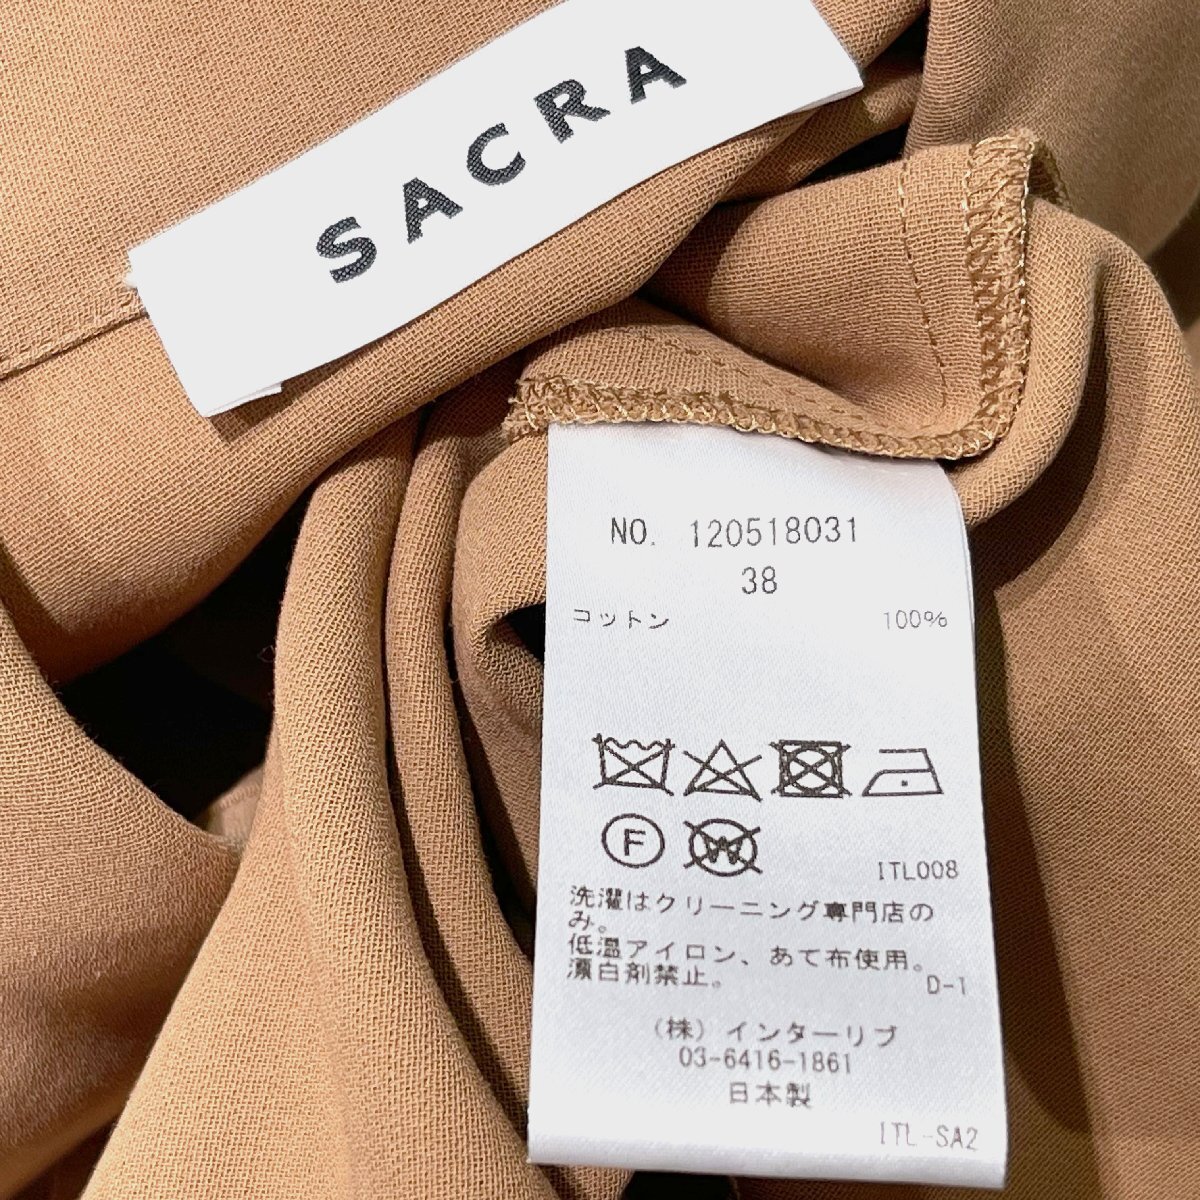 SACRA
NO. 120518031
38
コットン 100%
F
W
ITL008
洗濯はクリーニング専門店の
み。
低温アイロン、あて布使用。
漂白剤禁止。
D-1
(株) インターリブ
03-6416-1861
日本製
ITL-SA2